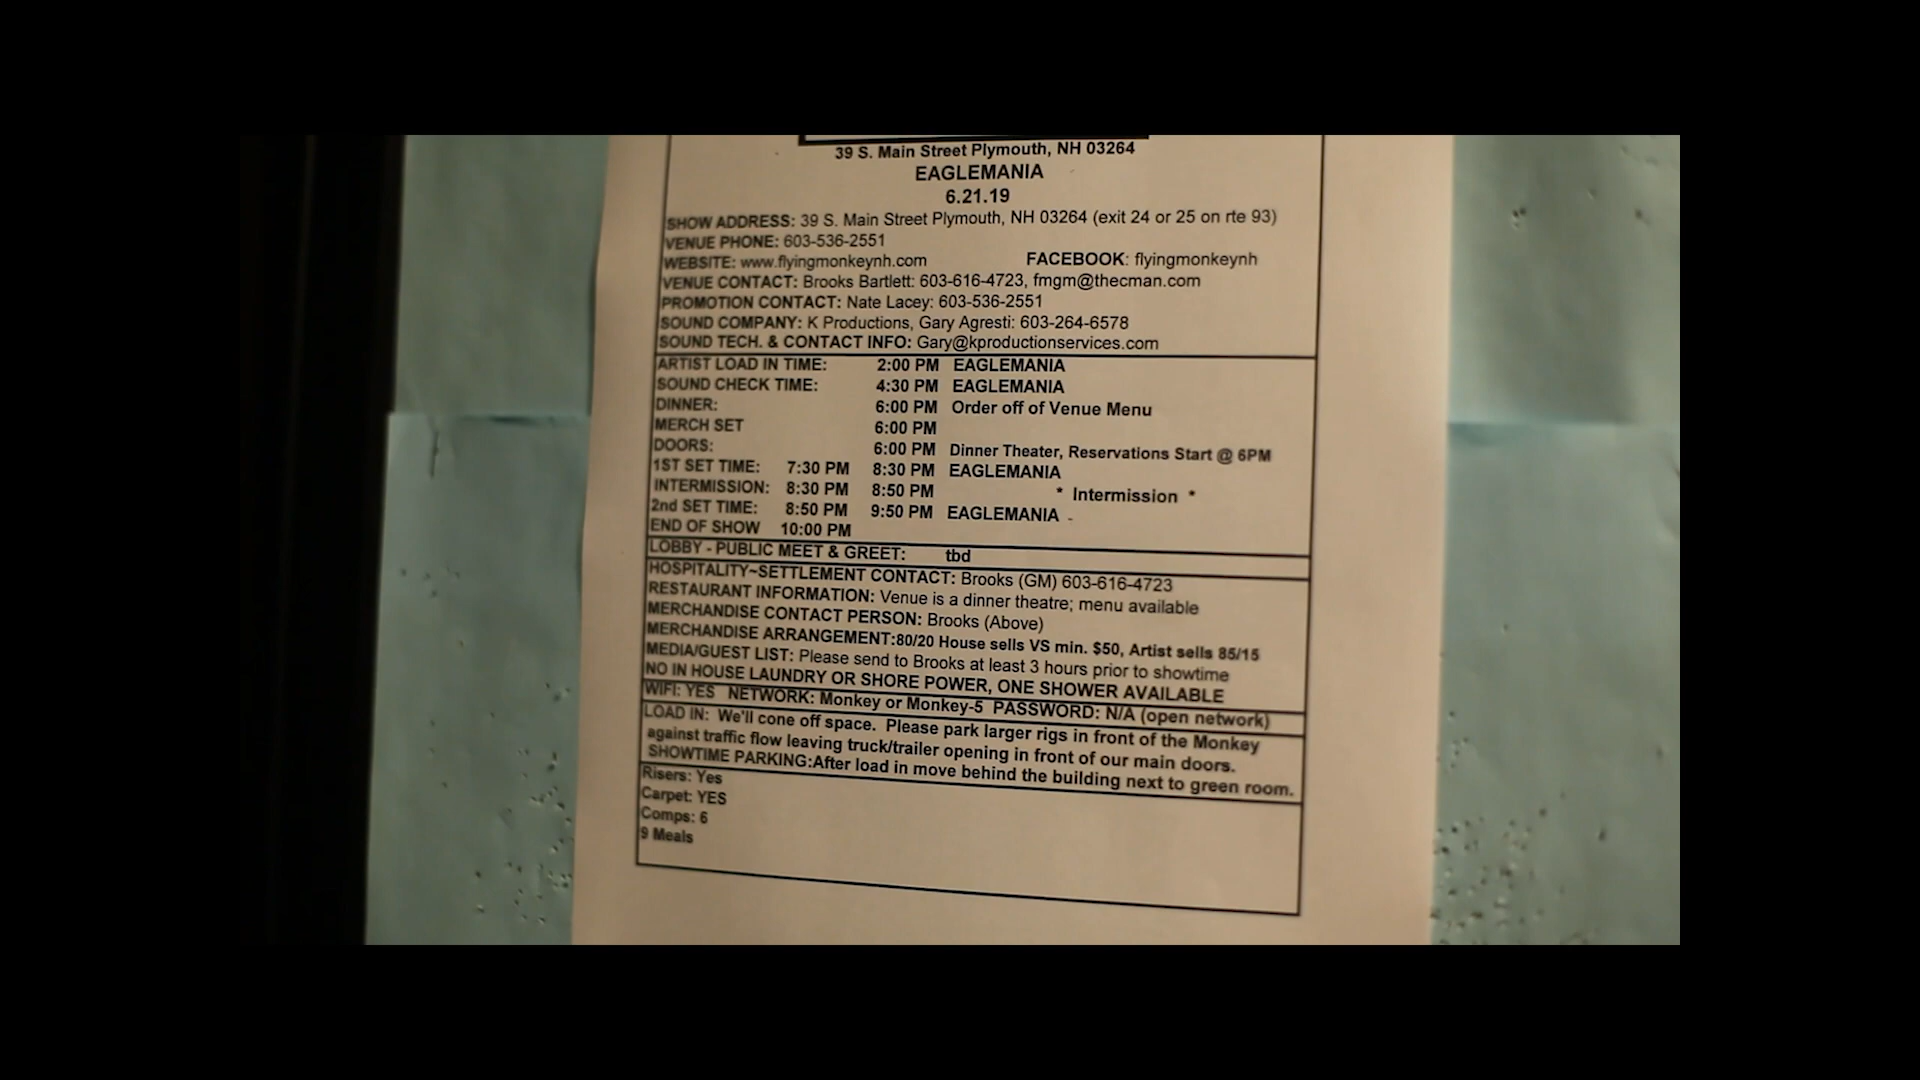 39 S. Main Street Plymouth, NH 03264
EAGLEMANIA
6.21.19
SHOW ADDRESS: 39 S. Main Street Plymouth, NH 03264 (exit 24 or 25 on rte 93)
VENUE PHONE: 603-536-2551
WEBSITE: www.flyingmonkeynh.com FACEBOOK: flyingmonkeynh
VENUE CONTACT: Brooks Bartlett: 603-616-4723, fmgm@thecman.com
PROMOTION CONTACT: Nate Lacey: 603-536-2551
SOUND COMPANY: K Productions, Gary Agresti: 603-264-6578
SOUND TECH. & CONTACT INFO: Gary@kproductionservices.com
ARTIST LOAD IN TIME: 2:00 PM EAGLEMANIA
SOUND CHECK TIME: 4:30 PM EAGLEMANIA
DINNER: 6:00 PM Order off of Venue Menu
MERCH SET 6:00 PM
DOORS: 6:00 PM Dinner Theater, Reservations Start @ 6PM
1ST SET TIME: 7:30 PM 8:30 PM EAGLEMANIA
INTERMISSION: 8:30 PM 8:50 PM * Intermission *
2nd SET TIME: 8:50 PM 9:50 PM EAGLEMANIA
END OF SHOW 10:00 PM
LOBBY - PUBLIC MEET & GREET: tbd
HOSPITALITY~SETTLEMENT CONTACT: Brooks (GM) 603-616-4723
RESTAURANT INFORMATION: Venue is a dinner theatre; menu available
MERCHANDISE CONTACT PERSON: Brooks (Above)
MERCHANDISE ARRANGEMENT:80/20 House sells VS min. $50, Artist sells 85/15
MEDIA/GUEST LIST: Please send to Brooks at least 3 hours prior to showtime
NO IN HOUSE LAUNDRY OR SHORE POWER, ONE SHOWER AVAILABLE
WIFI: YES NETWORK: Monkey or Monkey-5 PASSWORD: N/A (open network)
LOAD IN: We'll cone off space. Please park larger rigs in front of the Monkey
against traffic flow leaving truck/trailer opening in front of our main doors.
SHOWTIME PARKING:After load in move behind the building next to green room.
Risers: Yes
Carpet: YES
Comps: 6
9 Meals